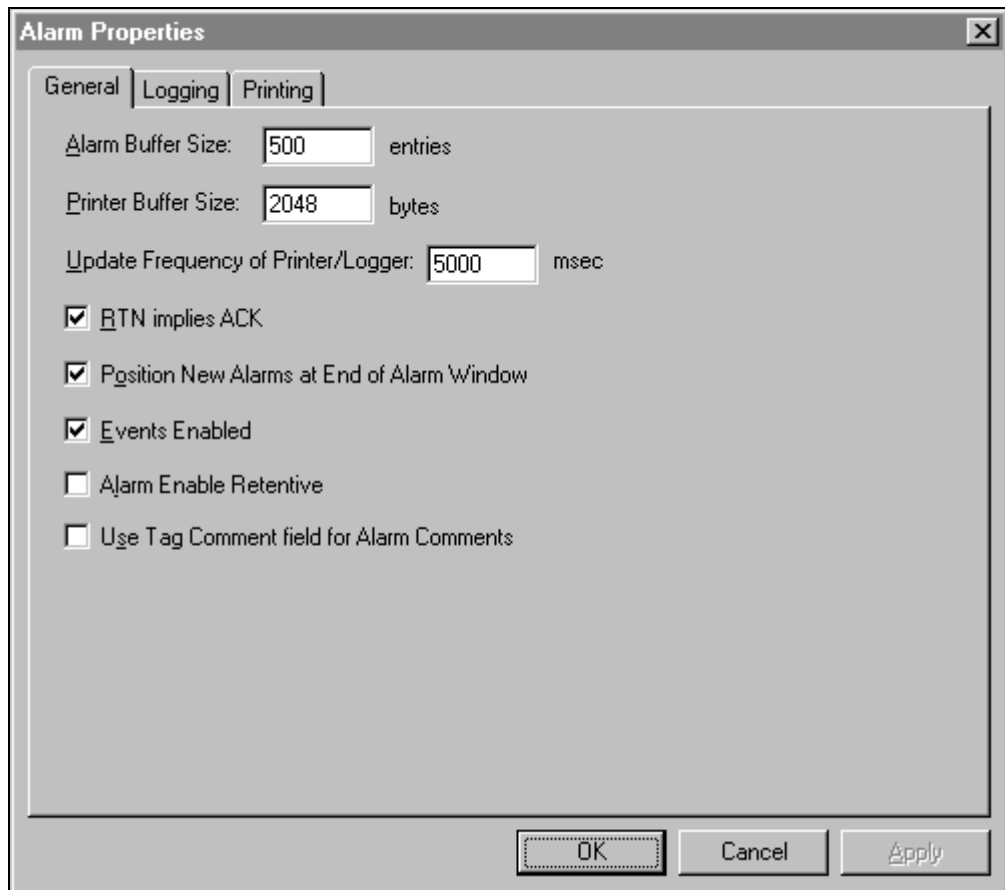 Alarm Properties
General Logging Printing
Alarm Buffer Size: 500 entries
Printer Buffer Size: 2048 bytes
Update Frequency of Printer/Logger: 5000 msec
RTN implies ACK
Position New Alarms at End of Alarm Window
Events Enabled
Alarm Enable Retentive
Use Tag Comment field for Alarm Comments
OK Cancel Apply